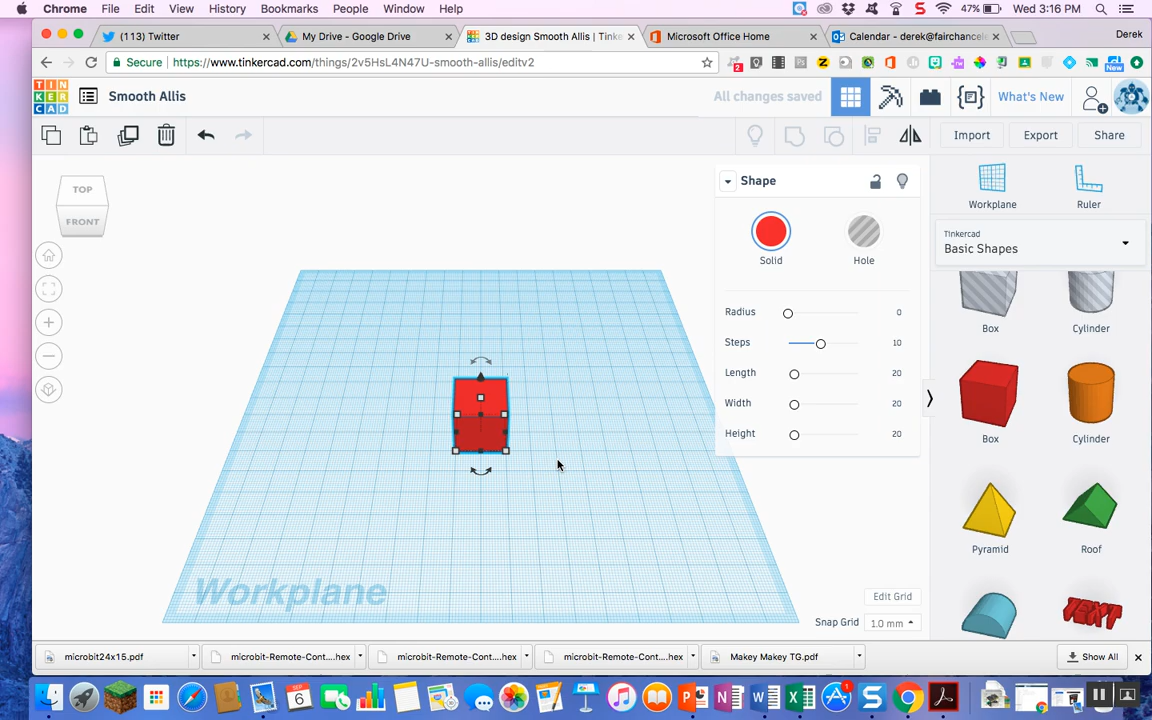 Chrome File Edit View History Bookmarks People Window Help 47% Wed 3:16 PM
(113) Twitter × My Drive - Google Drive × 3D design Smooth Allis | Tinke × Microsoft Office Home × Calendar - derek@fairchance × Derek
Secure https://www.tinkercad.com/things/2v5HsL4N47U-smooth-allis/editv2
New
TIN
KER
CAD
Smooth Allis
All changes saved
What's New
Import Export Share
TOP
FRONT
Shape
Solid Hole
Radius 0
Steps 10
Length 20
Width 20
Height 20
Workplane Ruler
Tinkercad
Basic Shapes
Box Cylinder
Box Cylinder
Pyramid Roof
TEXT
Workplane
Edit Grid
Snap Grid 1.0 mm
microbit24x15.pdf microbit-Remote-Cont....hex microbit-Remote-Cont....hex microbit-Remote-Cont....hex Makey Makey TG.pdf Show All
SEP
6
1